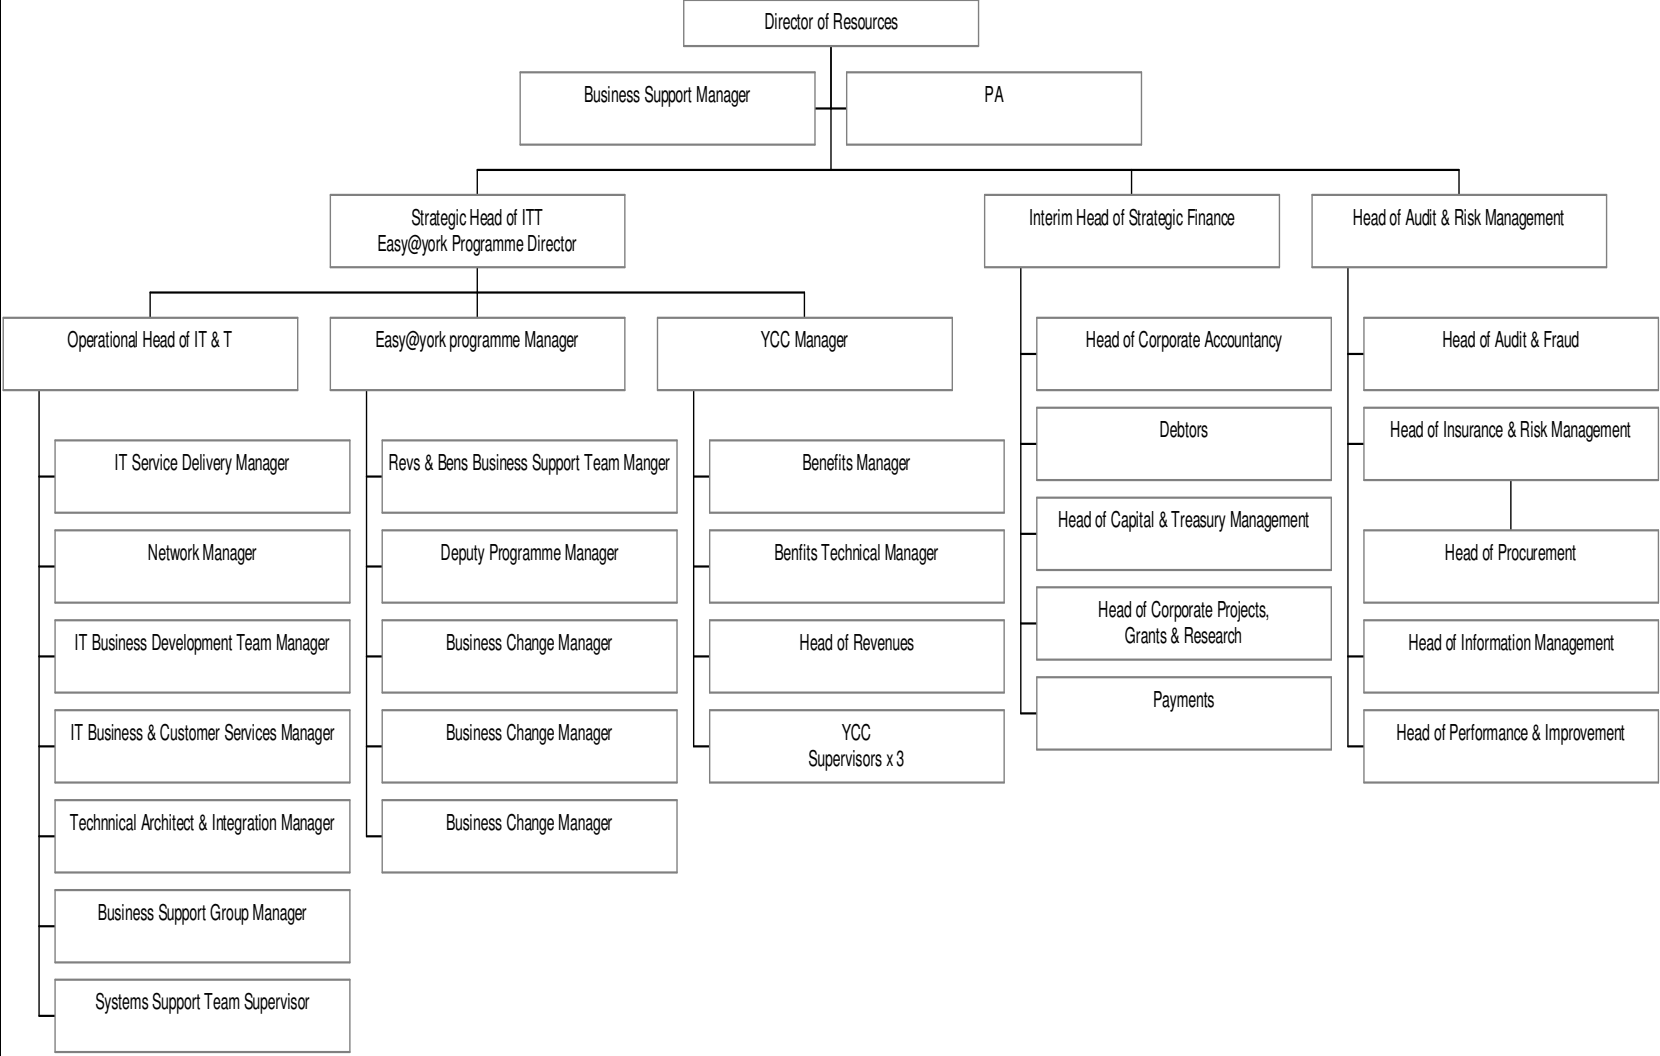 Director of Resources
Business Support Manager
PA
Strategic Head of ITT
Easy@york Programme Director
Interim Head of Strategic Finance
Head of Audit & Risk Management
Operational Head of IT & T
Easy@york programme Manager
YCC Manager
Head of Corporate Accountancy
Head of Audit & Fraud
Debtors
Head of Insurance & Risk Management
IT Service Delivery Manager
Revs & Bens Business Support Team Manger
Benefits Manager
Head of Capital & Treasury Management
Network Manager
Deputy Programme Manager
Benfits Technical Manager
Head of Procurement
Head of Corporate Projects,
Grants & Research
IT Business Development Team Manager
Business Change Manager
Head of Revenues
Head of Information Management
Payments
IT Business & Customer Services Manager
Business Change Manager
YCC
Supervisors x 3
Head of Performance & Improvement
Technnical Architect & Integration Manager
Business Change Manager
Business Support Group Manager
Systems Support Team Supervisor